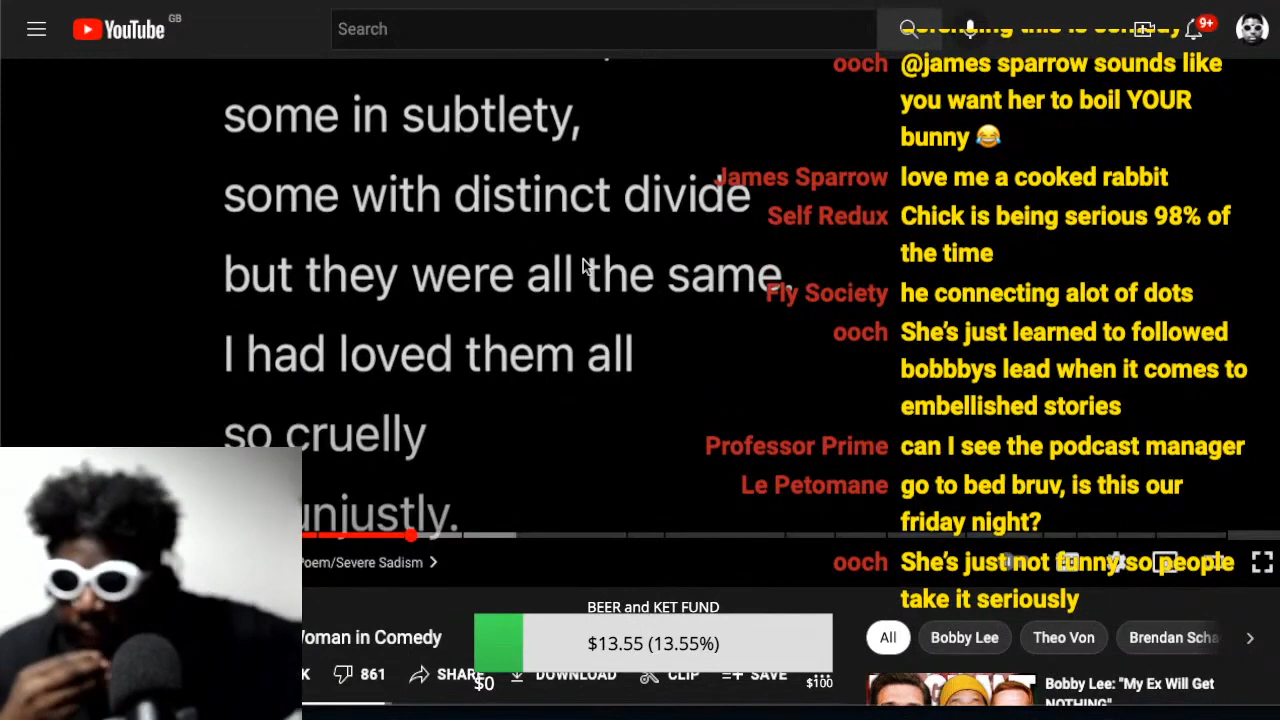 YouTube GB
Search
9+
some in subtlety,
some with distinct divide
but they were all the same.
I had loved them all
so cruelly
unjustly.
ooch @james sparrow sounds like
you want her to boil YOUR
bunny 😂
James Sparrow love me a cooked rabbit
Self Redux Chick is being serious 98% of
the time
Fly Society he connecting alot of dots
ooch She's just learned to followed
bobbbys lead when it comes to
embellished stories
Professor Prime can I see the podcast manager
Le Petomane go to bed bruv, is this our
friday night?
ooch She's just not funny so people
take it seriously
Poem/Severe Sadism
Woman in Comedy
BEER and KET FUND
$13.55 (13.55%)
$0
$100
K 861 SHARE DOWNLOAD CLIP SAVE
All Bobby Lee Theo Von Brendan Scha
Bobby Lee: "My Ex Will Get
NOTHING"